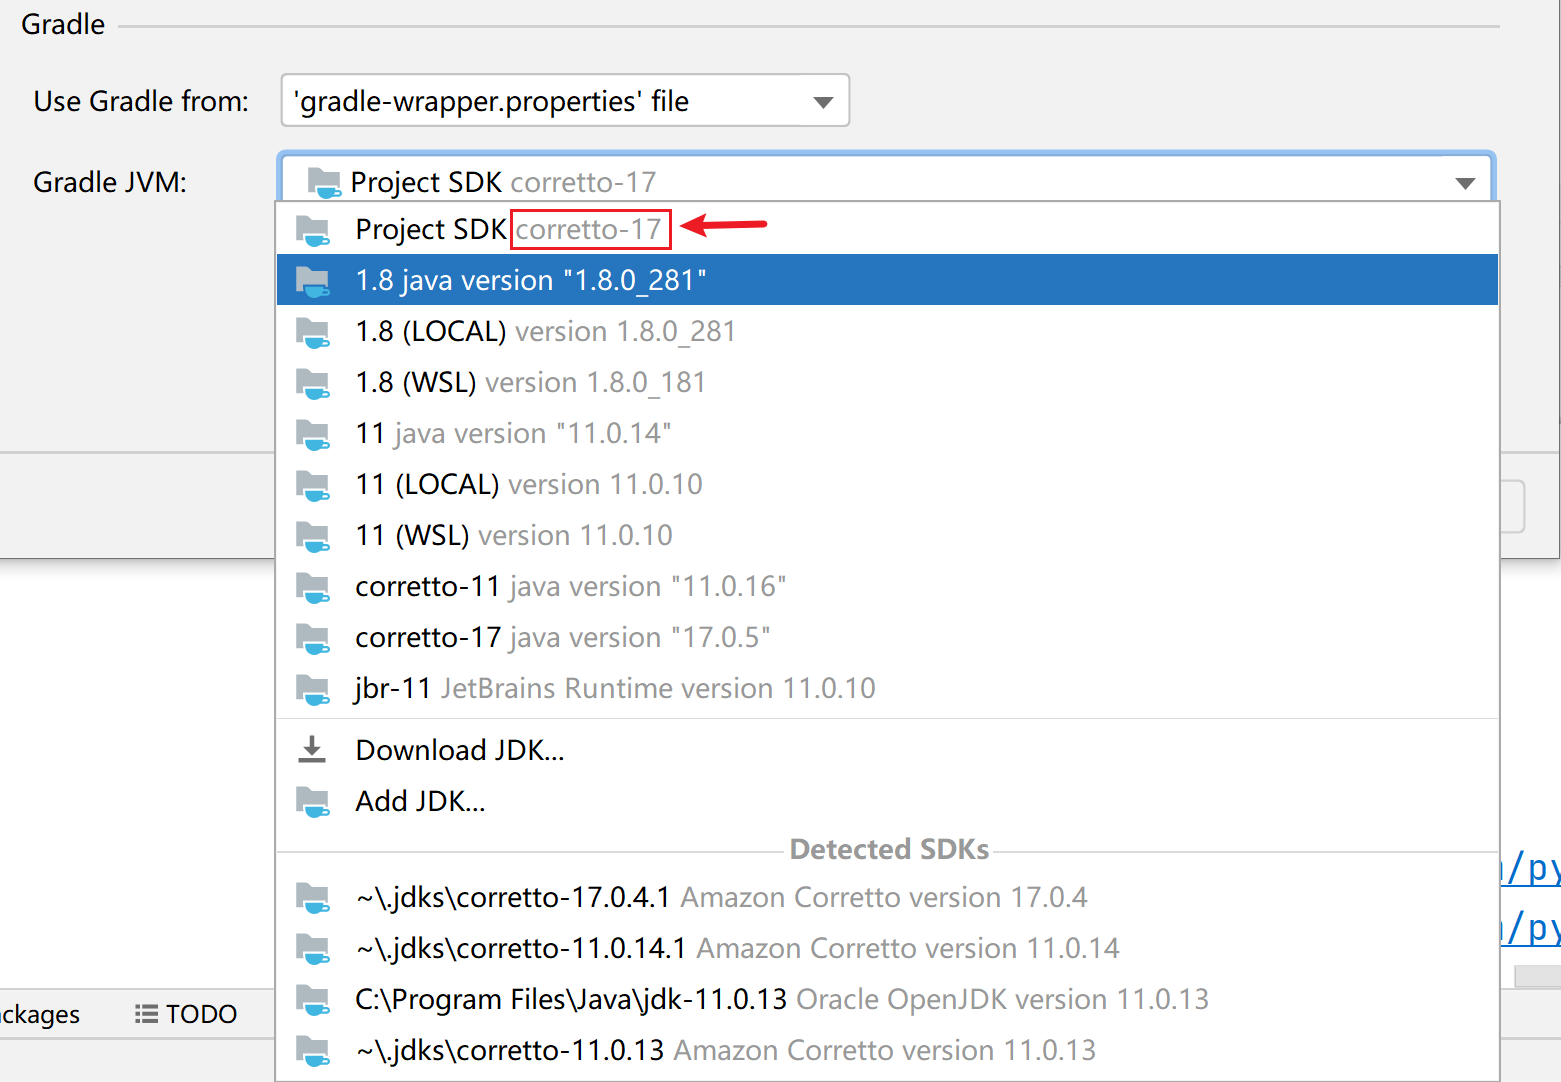 Gradle
Use Gradle from: 'gradle-wrapper.properties' file
Gradle JVM: Project SDK corretto-17
Project SDK corretto-17
1.8 java version "1.8.0_281"
1.8 (LOCAL) version 1.8.0_281
1.8 (WSL) version 1.8.0_181
11 java version "11.0.14"
11 (LOCAL) version 11.0.10
11 (WSL) version 11.0.10
corretto-11 java version "11.0.16"
corretto-17 java version "17.0.5"
jbr-11 JetBrains Runtime version 11.0.10
Download JDK...
Add JDK...
Detected SDKs
/py
~\.jdks\corretto-17.0.4.1 Amazon Corretto version 17.0.4
/py
~\.jdks\corretto-11.0.14.1 Amazon Corretto version 11.0.14
C:\Program Files\Java\jdk-11.0.13 Oracle OpenJDK version 11.0.13
ckages TODO
~\.jdks\corretto-11.0.13 Amazon Corretto version 11.0.13